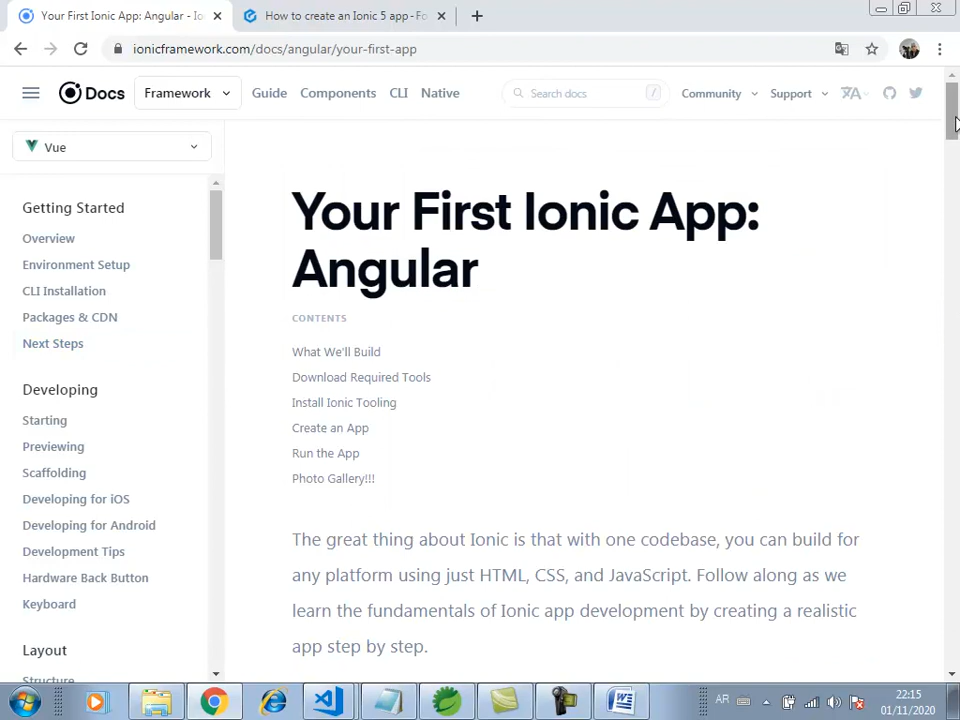 Your First Ionic App: Angular - Io
How to create an Ionic 5 app - Fo
ionicframework.com/docs/angular/your-first-app
Docs
Framework
Guide
Components
CLI
Native
Search docs
/
Community
Support
Vue
Getting Started
Overview
Environment Setup
CLI Installation
Packages & CDN
Next Steps
Developing
Starting
Previewing
Scaffolding
Developing for iOS
Developing for Android
Development Tips
Hardware Back Button
Keyboard
Layout
Structure
Your First Ionic App:
Angular
CONTENTS
What We'll Build
Download Required Tools
Install Ionic Tooling
Create an App
Run the App
Photo Gallery!!!
The great thing about Ionic is that with one codebase, you can build for
any platform using just HTML, CSS, and JavaScript. Follow along as we
learn the fundamentals of Ionic app development by creating a realistic
app step by step.
AR
22:15
01/11/2020